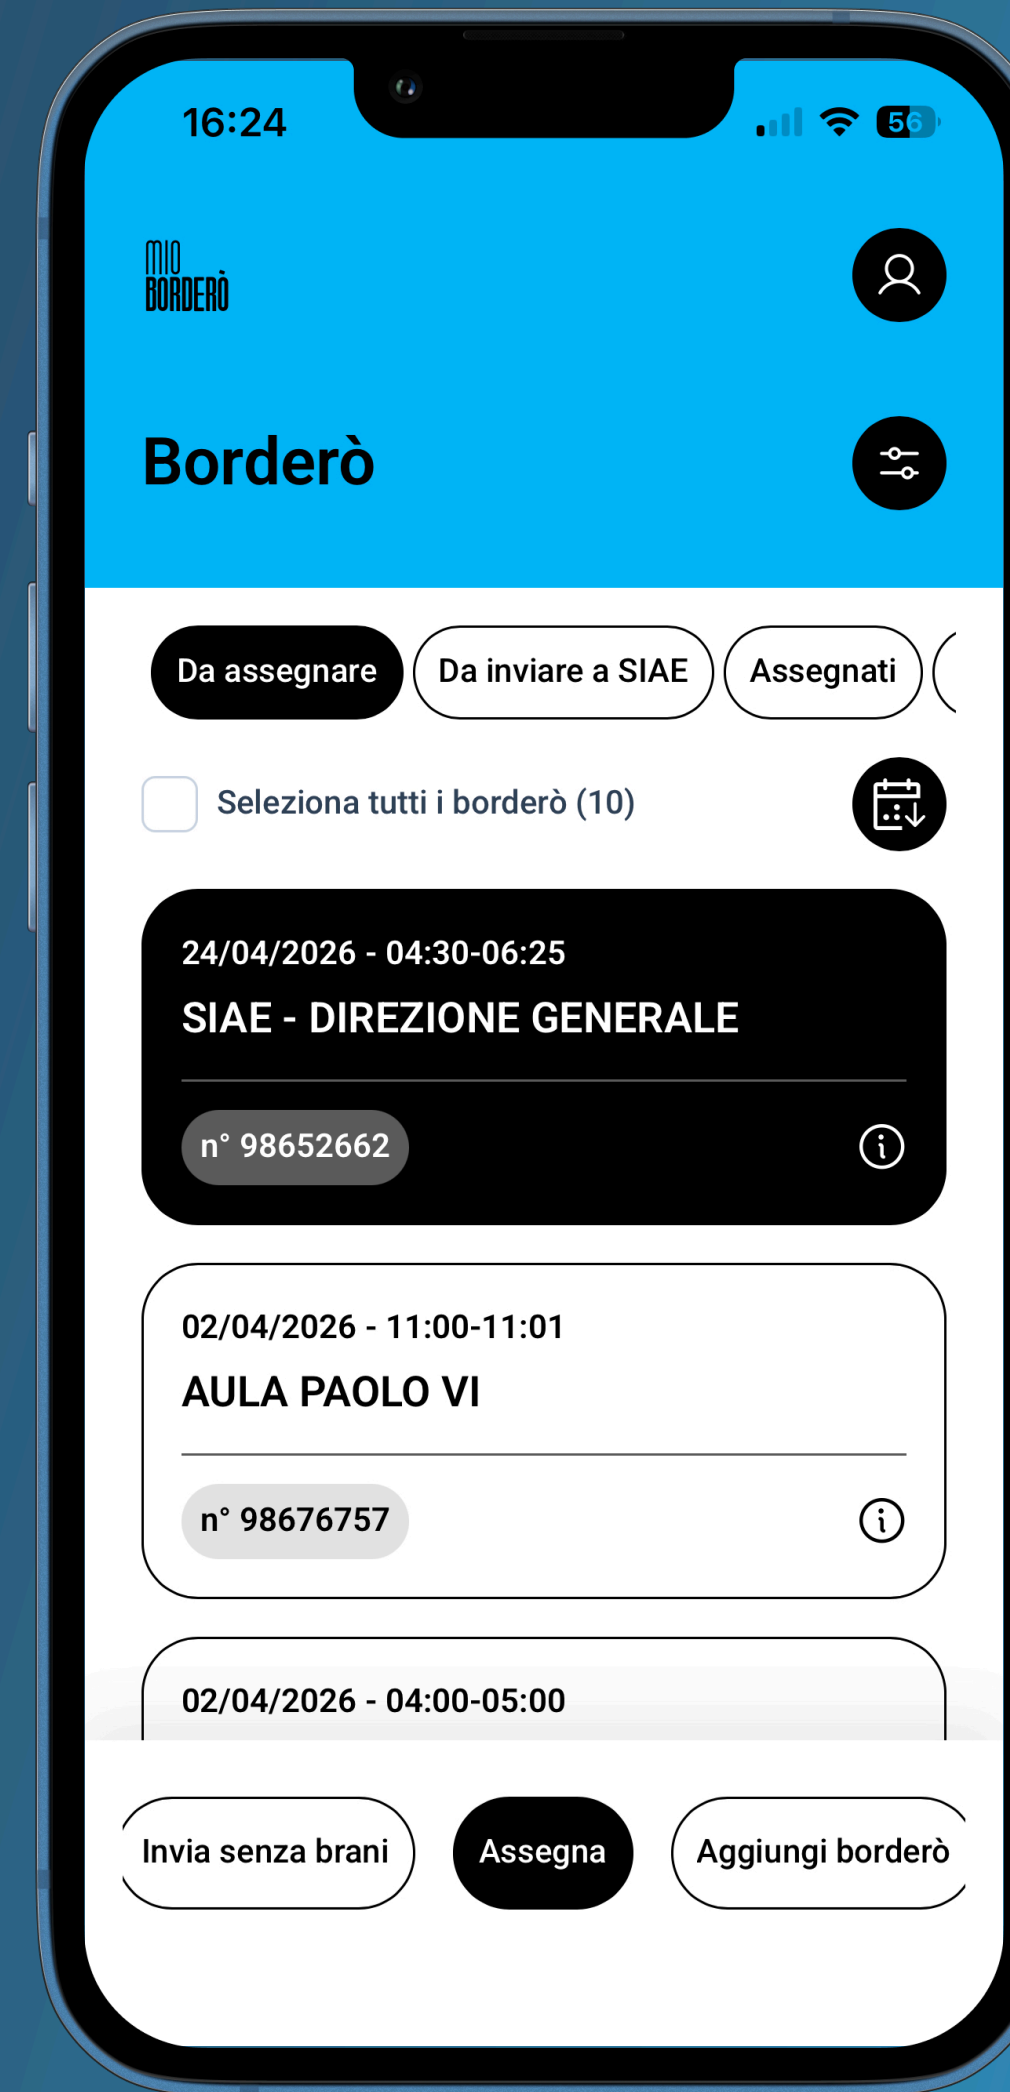 16:24
56
MIO
BORDERÒ
Borderò
Da assegnare
Da inviare a SIAE
Assegnati
Seleziona tutti i borderò (10)
24/04/2026 - 04:30-06:25
SIAE - DIREZIONE GENERALE
n° 98652662
02/04/2026 - 11:00-11:01
AULA PAOLO VI
n° 98676757
02/04/2026 - 04:00-05:00
Invia senza brani
Assegna
Aggiungi borderò